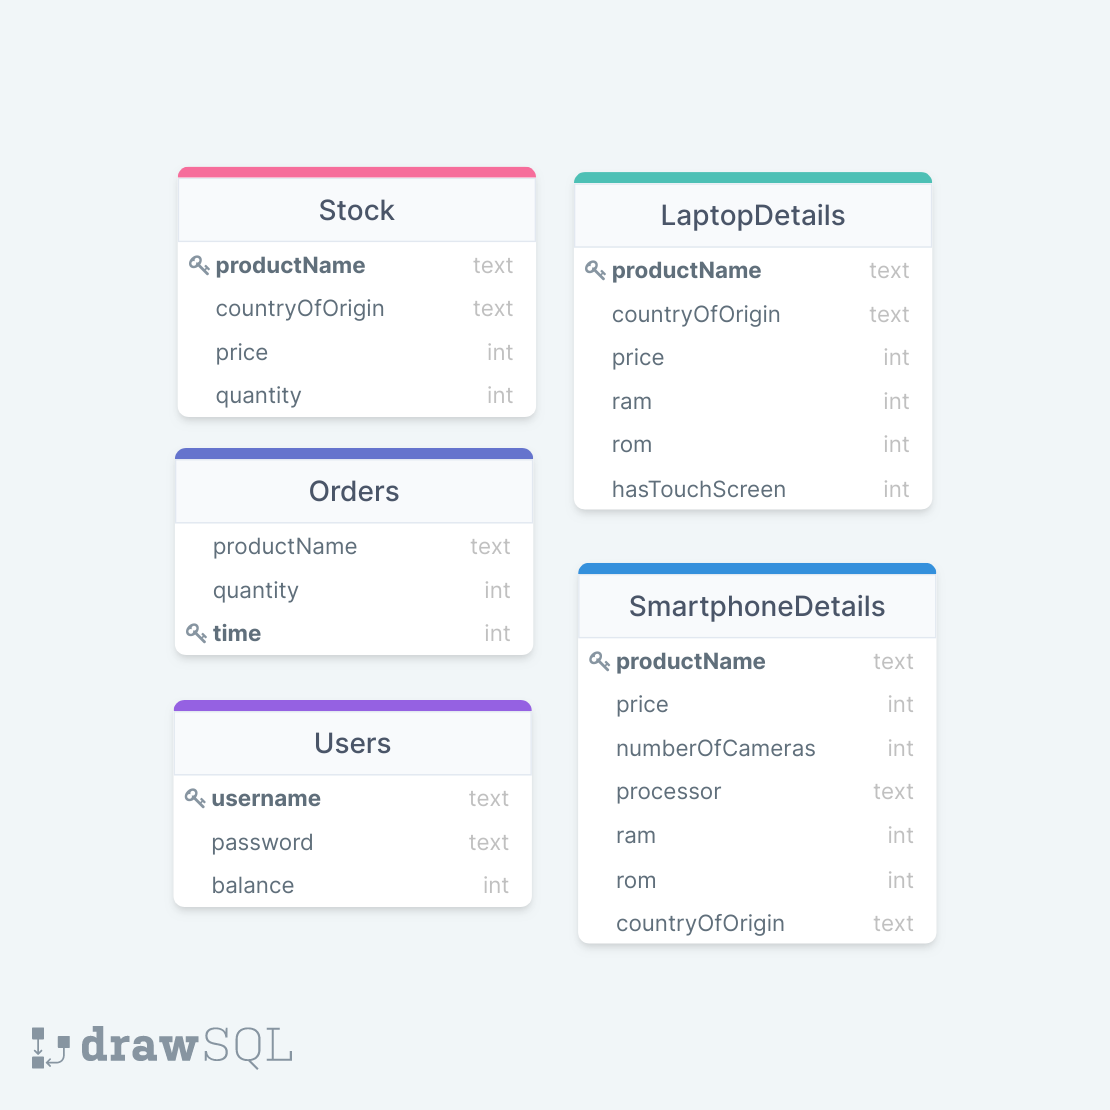 Stock
productName text
countryOfOrigin text
price int
quantity int
Orders
productName text
quantity int
time int
Users
username text
password text
balance int
LaptopDetails
productName text
countryOfOrigin text
price int
ram int
rom int
hasTouchScreen int
SmartphoneDetails
productName text
price int
numberOfCameras int
processor text
ram int
rom int
countryOfOrigin text
drawSQL